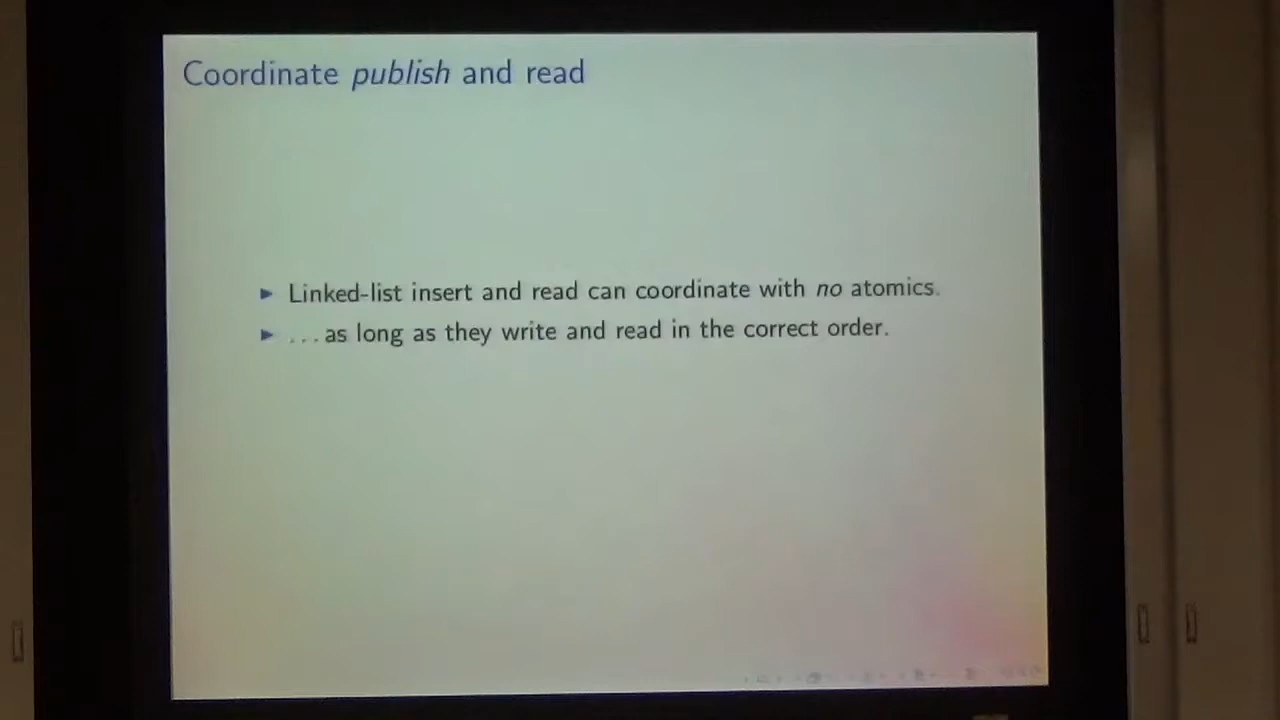 Coordinate publish and read
▶ Linked-list insert and read can coordinate with no atomics.
▶ ...as long as they write and read in the correct order.